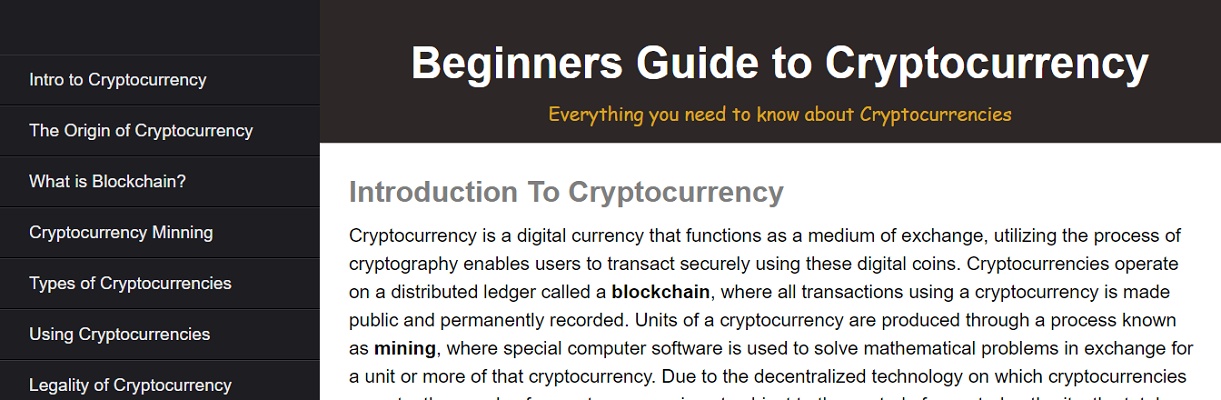 Intro to Cryptocurrency
The Origin of Cryptocurrency
What is Blockchain?
Cryptocurrency Minning
Types of Cryptocurrencies
Using Cryptocurrencies
Legality of Cryptocurrency
Beginners Guide to Cryptocurrency
Everything you need to know about Cryptocurrencies
Introduction To Cryptocurrency
Cryptocurrency is a digital currency that functions as a medium of exchange, utilizing the process of
cryptography enables users to transact securely using these digital coins. Cryptocurrencies operate
on a distributed ledger called a blockchain, where all transactions using a cryptocurrency is made
public and permanently recorded. Units of a cryptocurrency are produced through a process known
as mining, where special computer software is used to solve mathematical problems in exchange for
a unit or more of that cryptocurrency. Due to the decentralized technology on which cryptocurrencies